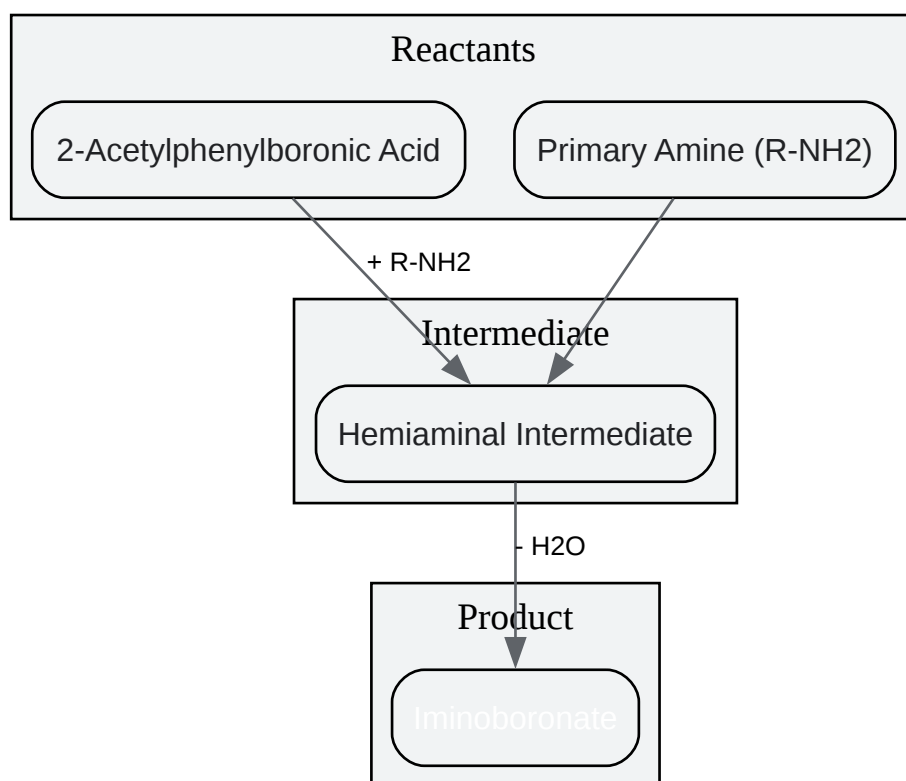 Reactants
2-Acetylphenylboronic Acid
Primary Amine (R-NH2)
+ R-NH2
Intermediate
Hemiaminal Intermediate
- H2O
Product
Iminoboronate